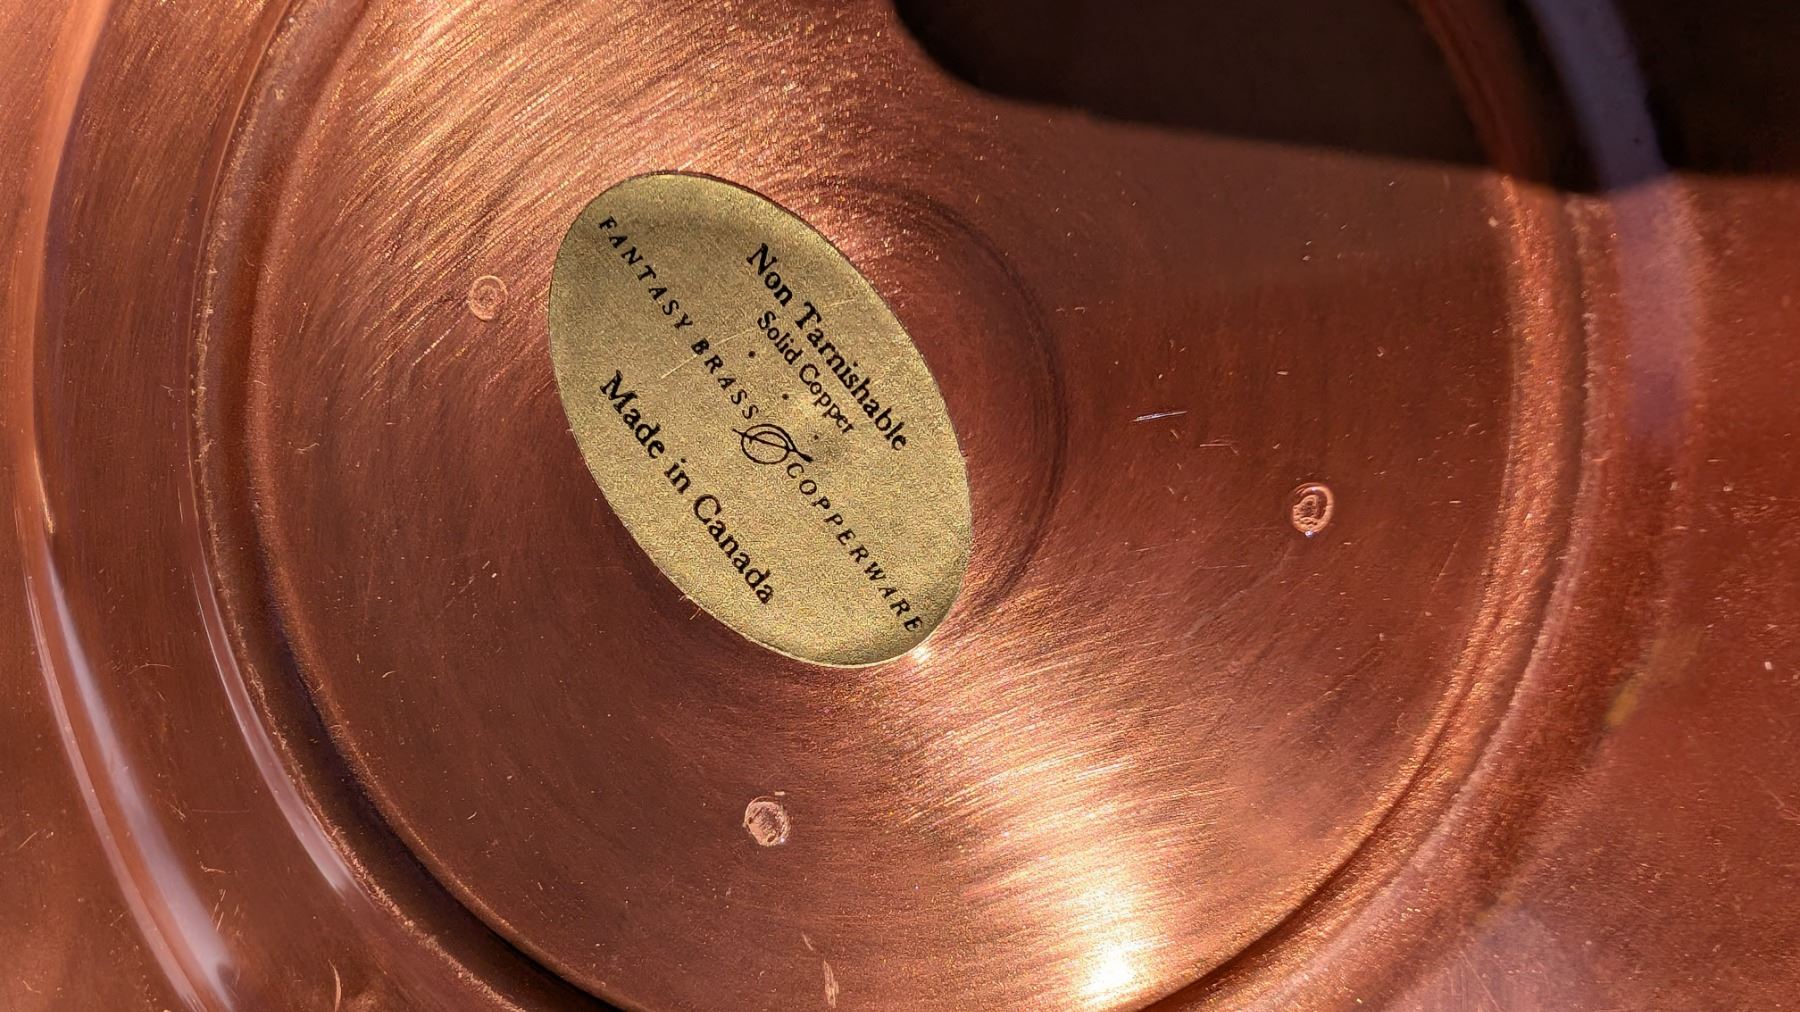 Non Tarnishable
Solid Copper
FANTASY BRASS & COPPERWARE
Made in Canada